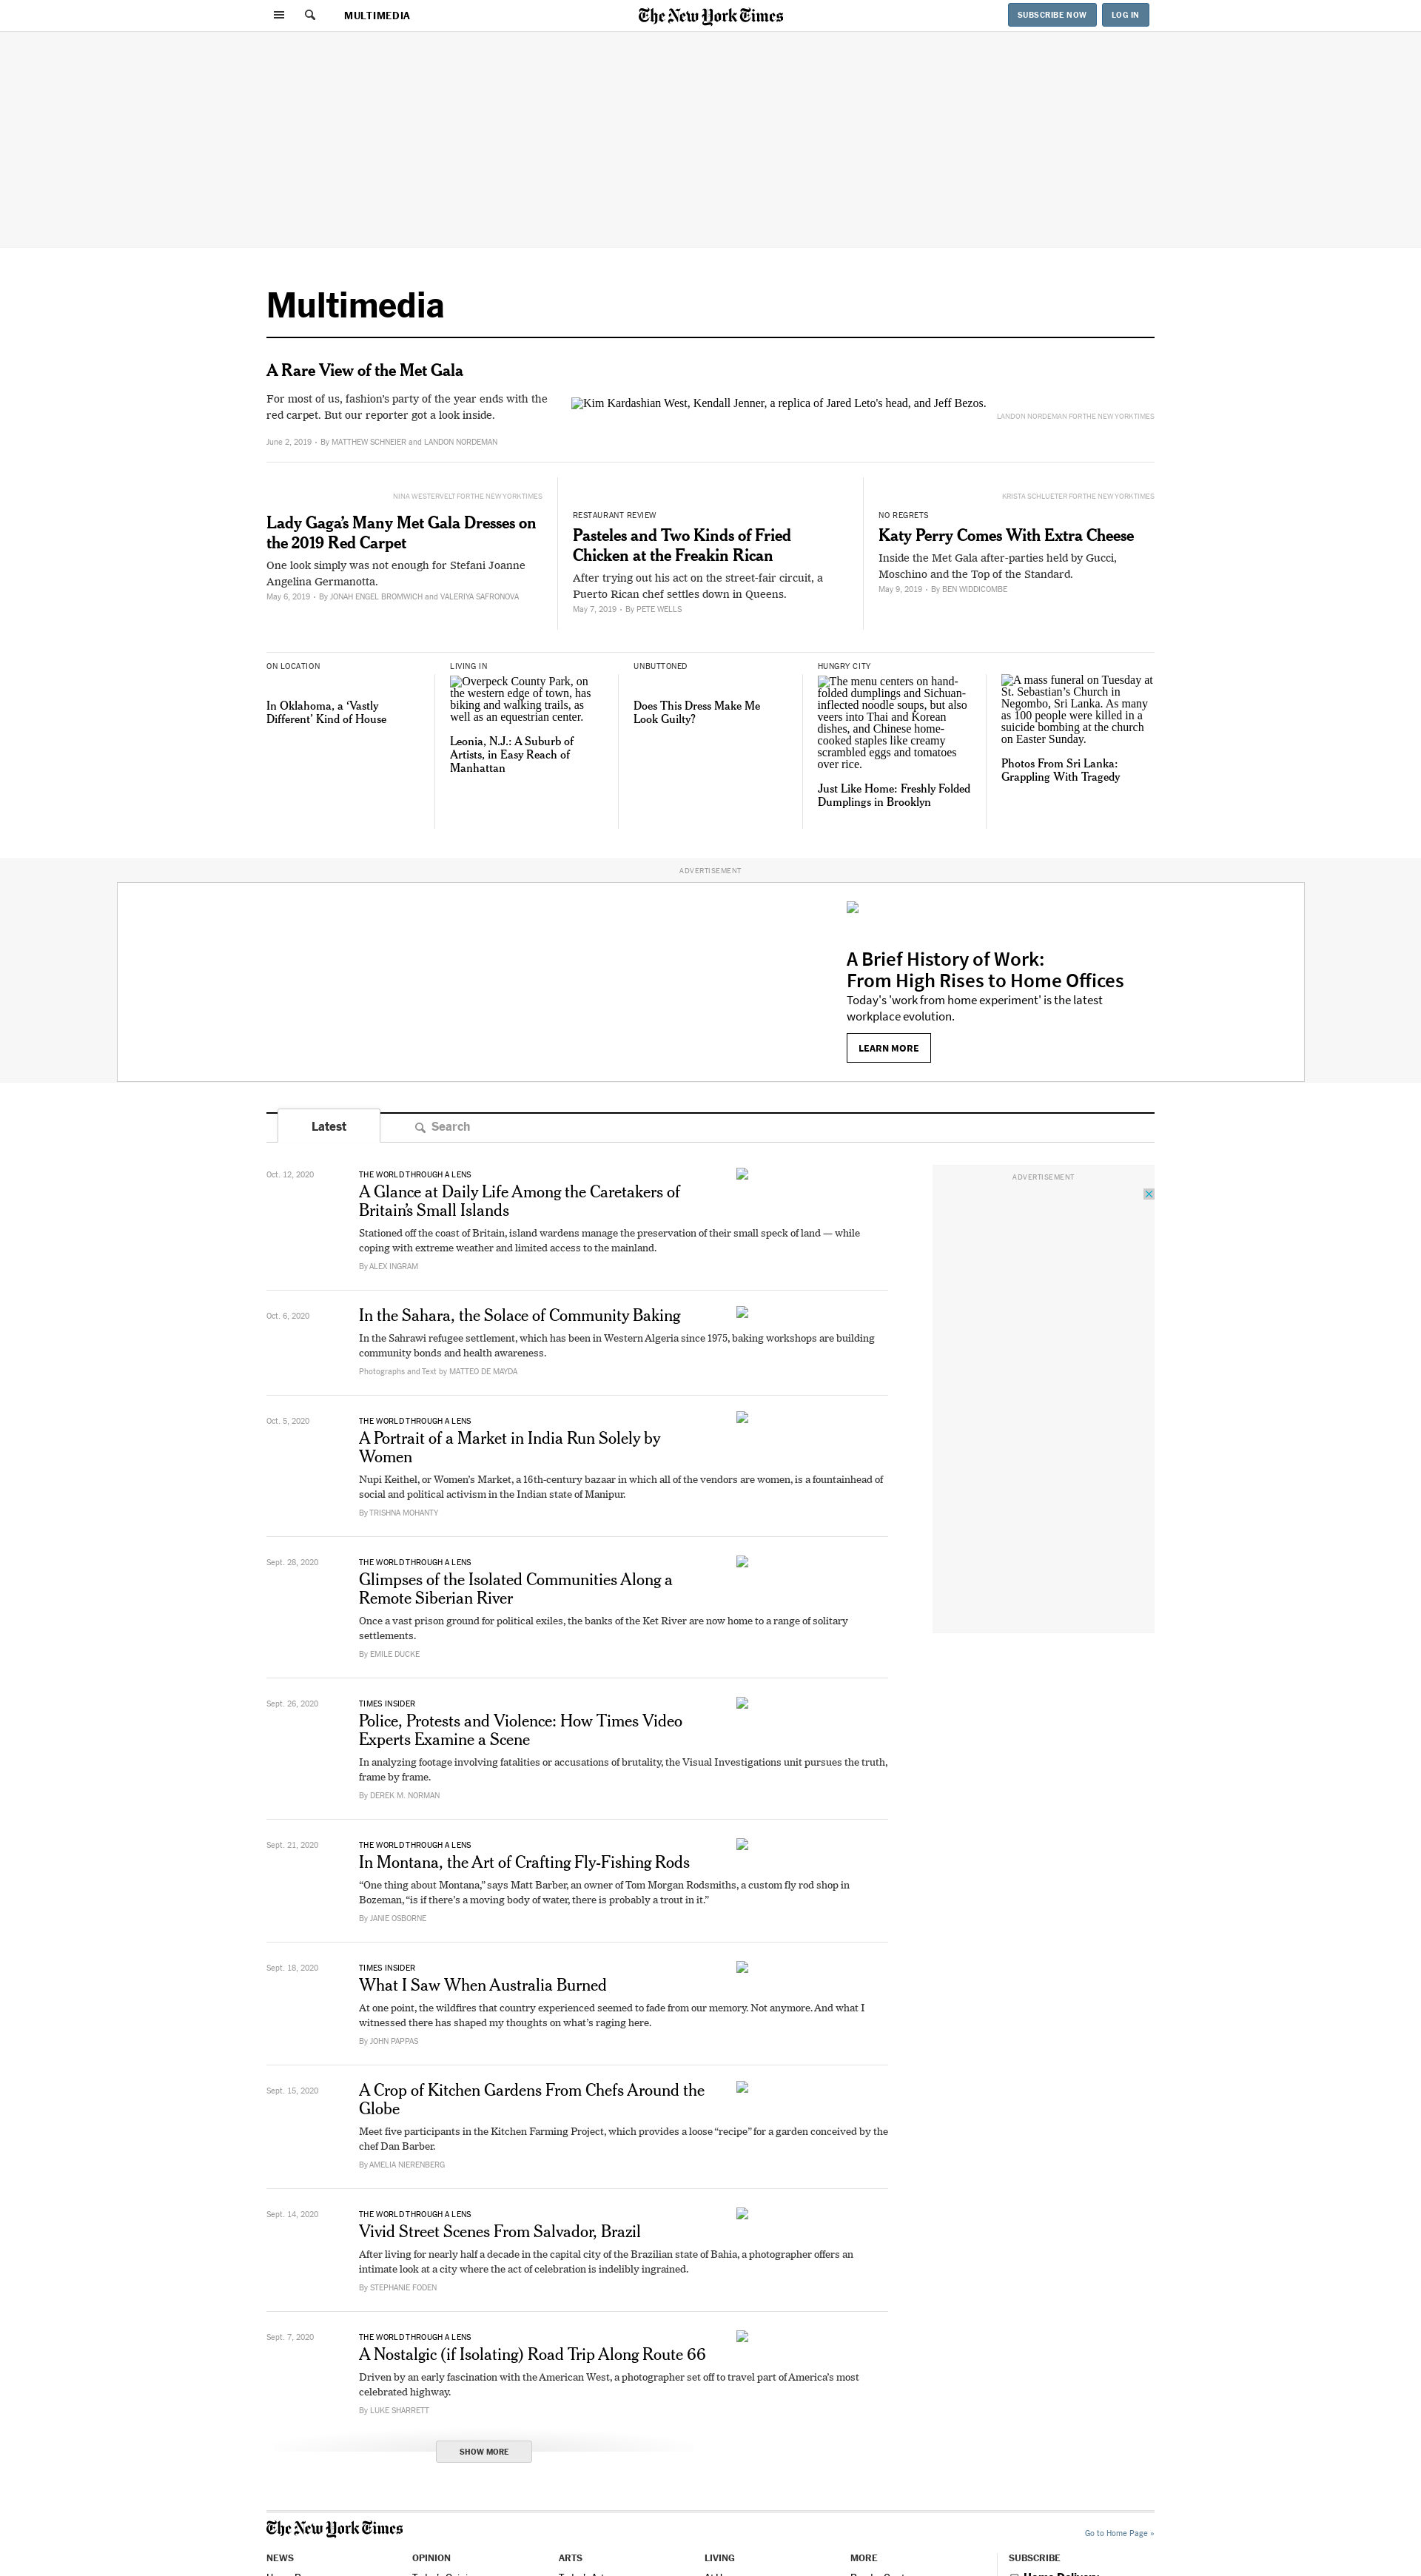 MULTIMEDIA
The New York Times
SUBSCRIBE NOW
LOG IN
Multimedia
A Rare View of the Met Gala
For most of us, fashion's party of the year ends with the
red carpet. But our reporter got a look inside.
June 2, 2019 • By MATTHEW SCHNEIER and LANDON NORDEMAN
Kim Kardashian West, Kendall Jenner, a replica of Jared Leto's head, and Jeff Bezos.
LANDON NORDEMAN FOR THE NEW YORK TIMES
NINA WESTERVELT FOR THE NEW YORK TIMES
Lady Gaga’s Many Met Gala Dresses on
the 2019 Red Carpet
One look simply was not enough for Stefani Joanne
Angelina Germanotta.
May 6, 2019 • By JONAH ENGEL BROMWICH and VALERIYA SAFRONOVA
RESTAURANT REVIEW
Pasteles and Two Kinds of Fried
Chicken at the Freakin Rican
After trying out his act on the street-fair circuit, a
Puerto Rican chef settles down in Queens.
May 7, 2019 • By PETE WELLS
KRISTA SCHLUETER FOR THE NEW YORK TIMES
NO REGRETS
Katy Perry Comes With Extra Cheese
Inside the Met Gala after-parties held by Gucci,
Moschino and the Top of the Standard.
May 9, 2019 • By BEN WIDDICOMBE
ON LOCATION
In Oklahoma, a ‘Vastly
Different’ Kind of House
LIVING IN
Overpeck County Park, on
the western edge of town, has
biking and walking trails, as
well as an equestrian center.
Leonia, N.J.: A Suburb of
Artists, in Easy Reach of
Manhattan
UNBUTTONED
Does This Dress Make Me
Look Guilty?
HUNGRY CITY
The menu centers on hand-
folded dumplings and Sichuan-
inflected noodle soups, but also
veers into Thai and Korean
dishes, and Chinese home-
cooked staples like creamy
scrambled eggs and tomatoes
over rice.
Just Like Home: Freshly Folded
Dumplings in Brooklyn
A mass funeral on Tuesday at
St. Sebastian’s Church in
Negombo, Sri Lanka. As many
as 100 people were killed in a
suicide bombing at the church
on Easter Sunday.
Photos From Sri Lanka:
Grappling With Tragedy
ADVERTISEMENT
A Brief History of Work:
From High Rises to Home Offices
Today's 'work from home experiment' is the latest
workplace evolution.
LEARN MORE
Latest
Search
ADVERTISEMENT
Oct. 12, 2020
THE WORLD THROUGH A LENS
A Glance at Daily Life Among the Caretakers of
Britain’s Small Islands
Stationed off the coast of Britain, island wardens manage the preservation of their small speck of land — while
coping with extreme weather and limited access to the mainland.
By ALEX INGRAM
Oct. 6, 2020
In the Sahara, the Solace of Community Baking
In the Sahrawi refugee settlement, which has been in Western Algeria since 1975, baking workshops are building
community bonds and health awareness.
Photographs and Text by MATTEO DE MAYDA
Oct. 5, 2020
THE WORLD THROUGH A LENS
A Portrait of a Market in India Run Solely by
Women
Nupi Keithel, or Women’s Market, a 16th-century bazaar in which all of the vendors are women, is a fountainhead of
social and political activism in the Indian state of Manipur.
By TRISHNA MOHANTY
Sept. 28, 2020
THE WORLD THROUGH A LENS
Glimpses of the Isolated Communities Along a
Remote Siberian River
Once a vast prison ground for political exiles, the banks of the Ket River are now home to a range of solitary
settlements.
By EMILE DUCKE
Sept. 26, 2020
TIMES INSIDER
Police, Protests and Violence: How Times Video
Experts Examine a Scene
In analyzing footage involving fatalities or accusations of brutality, the Visual Investigations unit pursues the truth,
frame by frame.
By DEREK M. NORMAN
Sept. 21, 2020
THE WORLD THROUGH A LENS
In Montana, the Art of Crafting Fly-Fishing Rods
“One thing about Montana,” says Matt Barber, an owner of Tom Morgan Rodsmiths, a custom fly rod shop in
Bozeman, “is if there’s a moving body of water, there is probably a trout in it.”
By JANIE OSBORNE
Sept. 18, 2020
TIMES INSIDER
What I Saw When Australia Burned
At one point, the wildfires that country experienced seemed to fade from our memory. Not anymore. And what I
witnessed there has shaped my thoughts on what’s raging here.
By JOHN PAPPAS
Sept. 15, 2020
A Crop of Kitchen Gardens From Chefs Around the
Globe
Meet five participants in the Kitchen Farming Project, which provides a loose “recipe” for a garden conceived by the
chef Dan Barber.
By AMELIA NIERENBERG
Sept. 14, 2020
THE WORLD THROUGH A LENS
Vivid Street Scenes From Salvador, Brazil
After living for nearly half a decade in the capital city of the Brazilian state of Bahia, a photographer offers an
intimate look at a city where the act of celebration is indelibly ingrained.
By STEPHANIE FODEN
Sept. 7, 2020
THE WORLD THROUGH A LENS
A Nostalgic (if Isolating) Road Trip Along Route 66
Driven by an early fascination with the American West, a photographer set off to travel part of America’s most
celebrated highway.
By LUKE SHARRETT
SHOW MORE
The New York Times
Go to Home Page »
NEWS
OPINION
ARTS
LIVING
MORE
SUBSCRIBE